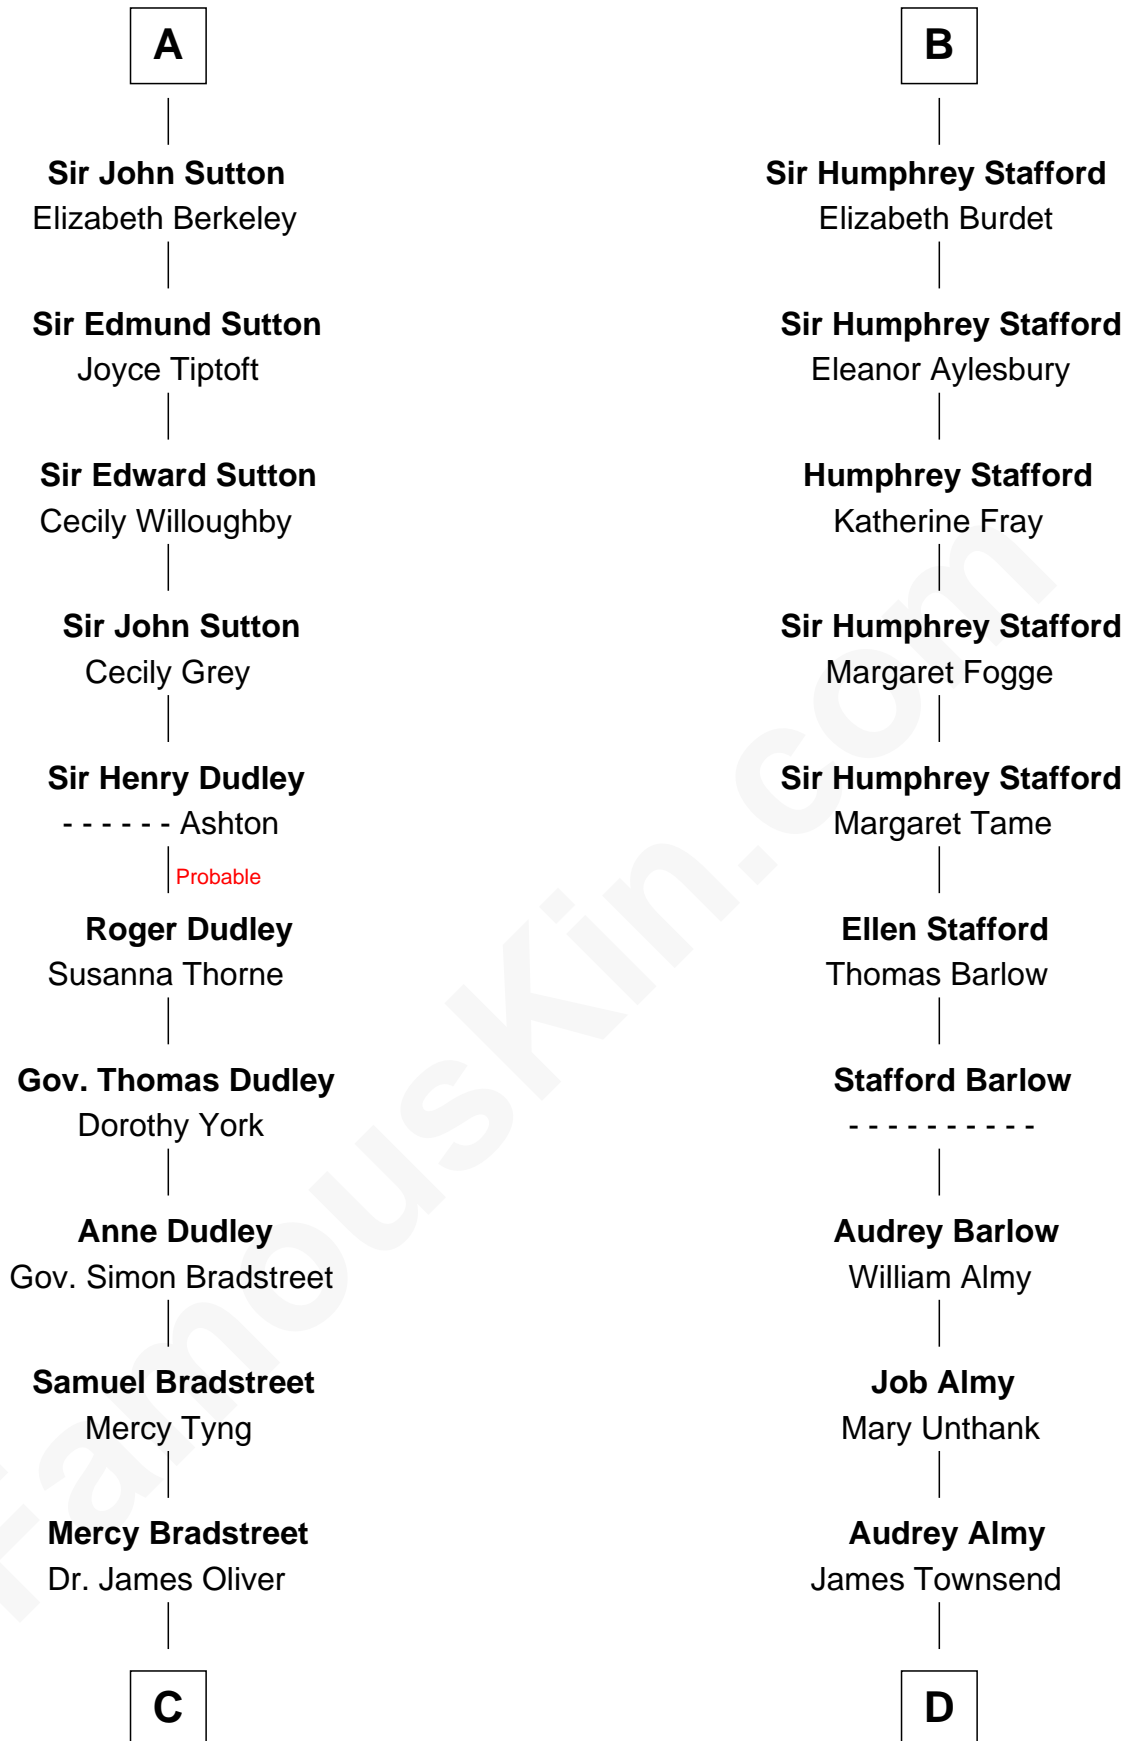 A
Sir John Sutton
Elizabeth Berkeley
Sir Edmund Sutton
Joyce Tiptoft
Sir Edward Sutton
Cecily Willoughby
Sir John Sutton
Cecily Grey
Sir Henry Dudley
- - - - - - Ashton
Probable
Roger Dudley
Susanna Thorne
Gov. Thomas Dudley
Dorothy York
Anne Dudley
Gov. Simon Bradstreet
Samuel Bradstreet
Mercy Tyng
Mercy Bradstreet
Dr. James Oliver
C
B
Sir Humphrey Stafford
Elizabeth Burdet
Sir Humphrey Stafford
Eleanor Aylesbury
Humphrey Stafford
Katherine Fray
Sir Humphrey Stafford
Margaret Fogge
Sir Humphrey Stafford
Margaret Tame
Ellen Stafford
Thomas Barlow
Stafford Barlow
- - - - - - - - - -
Audrey Barlow
William Almy
Job Almy
Mary Unthank
Audrey Almy
James Townsend
D
FamousKin.com